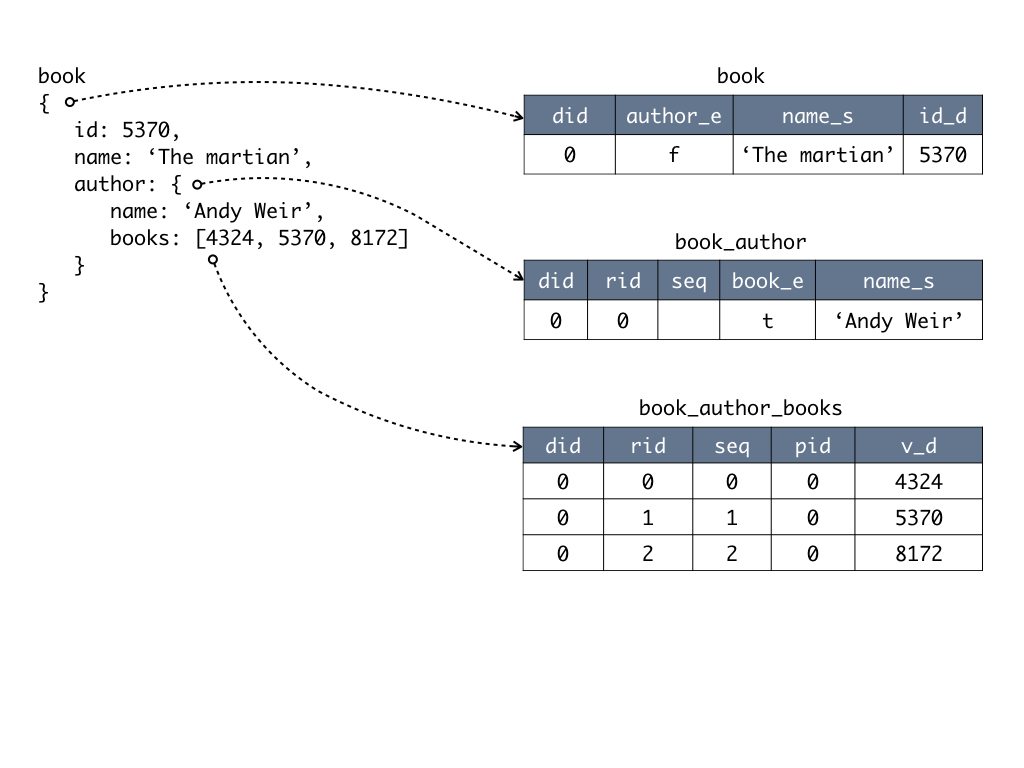 book
{
id: 5370,
name: ‘The martian’,
author: {
name: ‘Andy Weir’,
books: [4324, 5370, 8172]
}
}
book
did author_e name_s id_d
0 f ‘The martian’ 5370
book_author
did rid seq book_e name_s
0 0 t ‘Andy Weir’
book_author_books
did rid seq pid v_d
0 0 0 0 4324
0 1 1 0 5370
0 2 2 0 8172